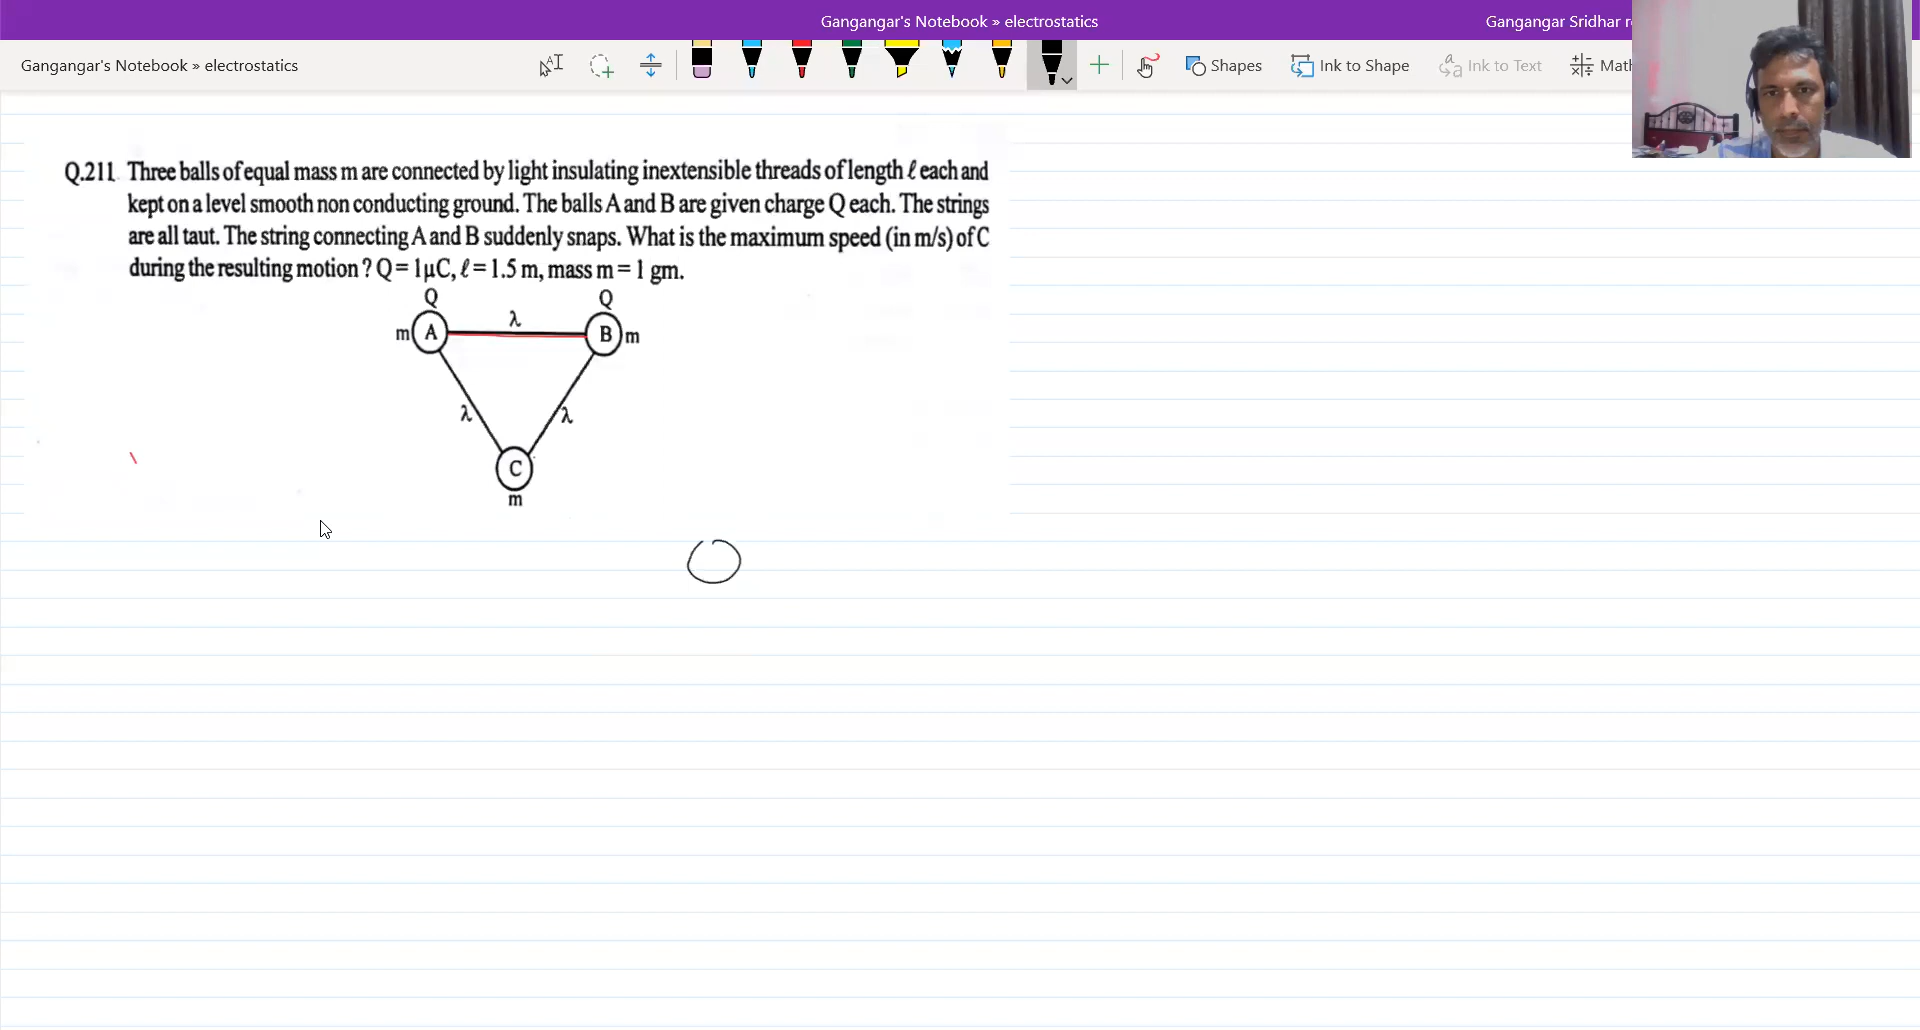 Gangangar's Notebook » electrostatics
Gangangar Sridhar
Gangangar's Notebook » electrostatics
Shapes
Ink to Shape
Ink to Text
Q.211 Three balls of equal mass m are connected by light insulating inextensible threads of length ℓ each and
kept on a level smooth non conducting ground. The balls A and B are given charge Q each. The strings
are all taut. The string connecting A and B suddenly snaps. What is the maximum speed (in m/s) of C
during the resulting motion ? Q = 1μC, ℓ = 1.5 m, mass m = 1 gm.
Q Q
λ
m A B m
λ λ
C
m